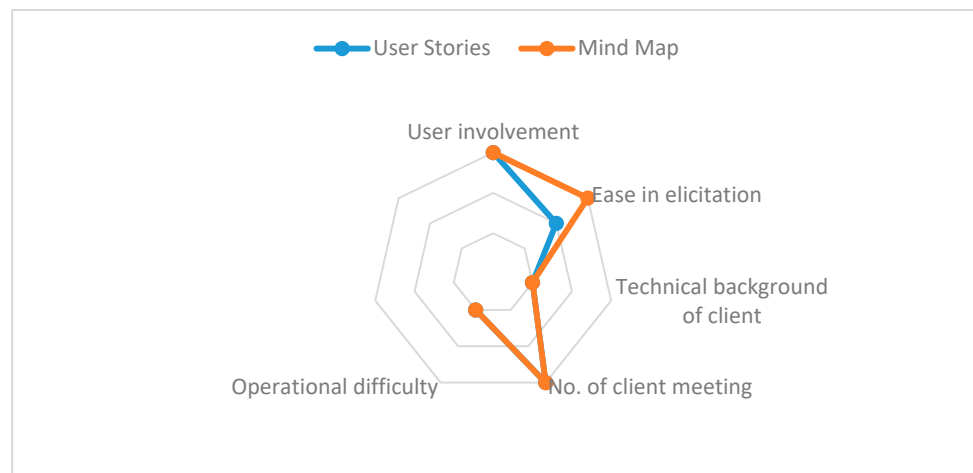 User Stories
Mind Map
User involvement
Ease in elicitation
Technical background
of client
No. of client meeting
Operational difficulty